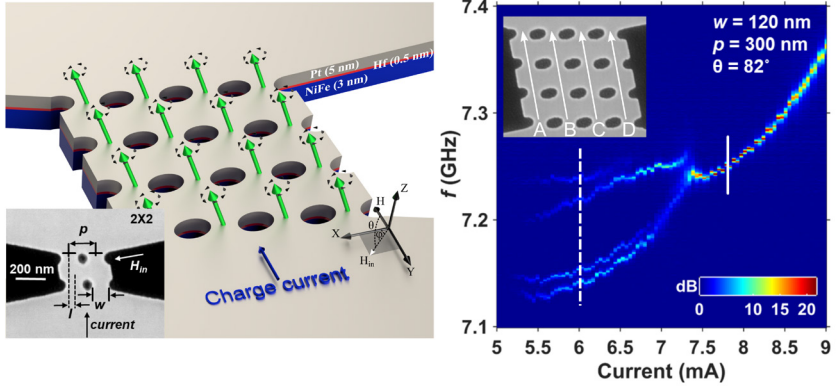 Pt (5 nm)
Hf (0.5 nm)
NiFe (3 nm)
Charge current
Z
H
θ
φ
X
H_in
Y
2X2
p
200 nm
H_in
l
w
current
w = 120 nm
p = 300 nm
θ = 82°
A B C D
f (GHz)
7.4
7.3
7.2
7.1
dB
0 10 15 20
5 5.5 6 6.5 7 7.5 8 8.5 9
Current (mA)